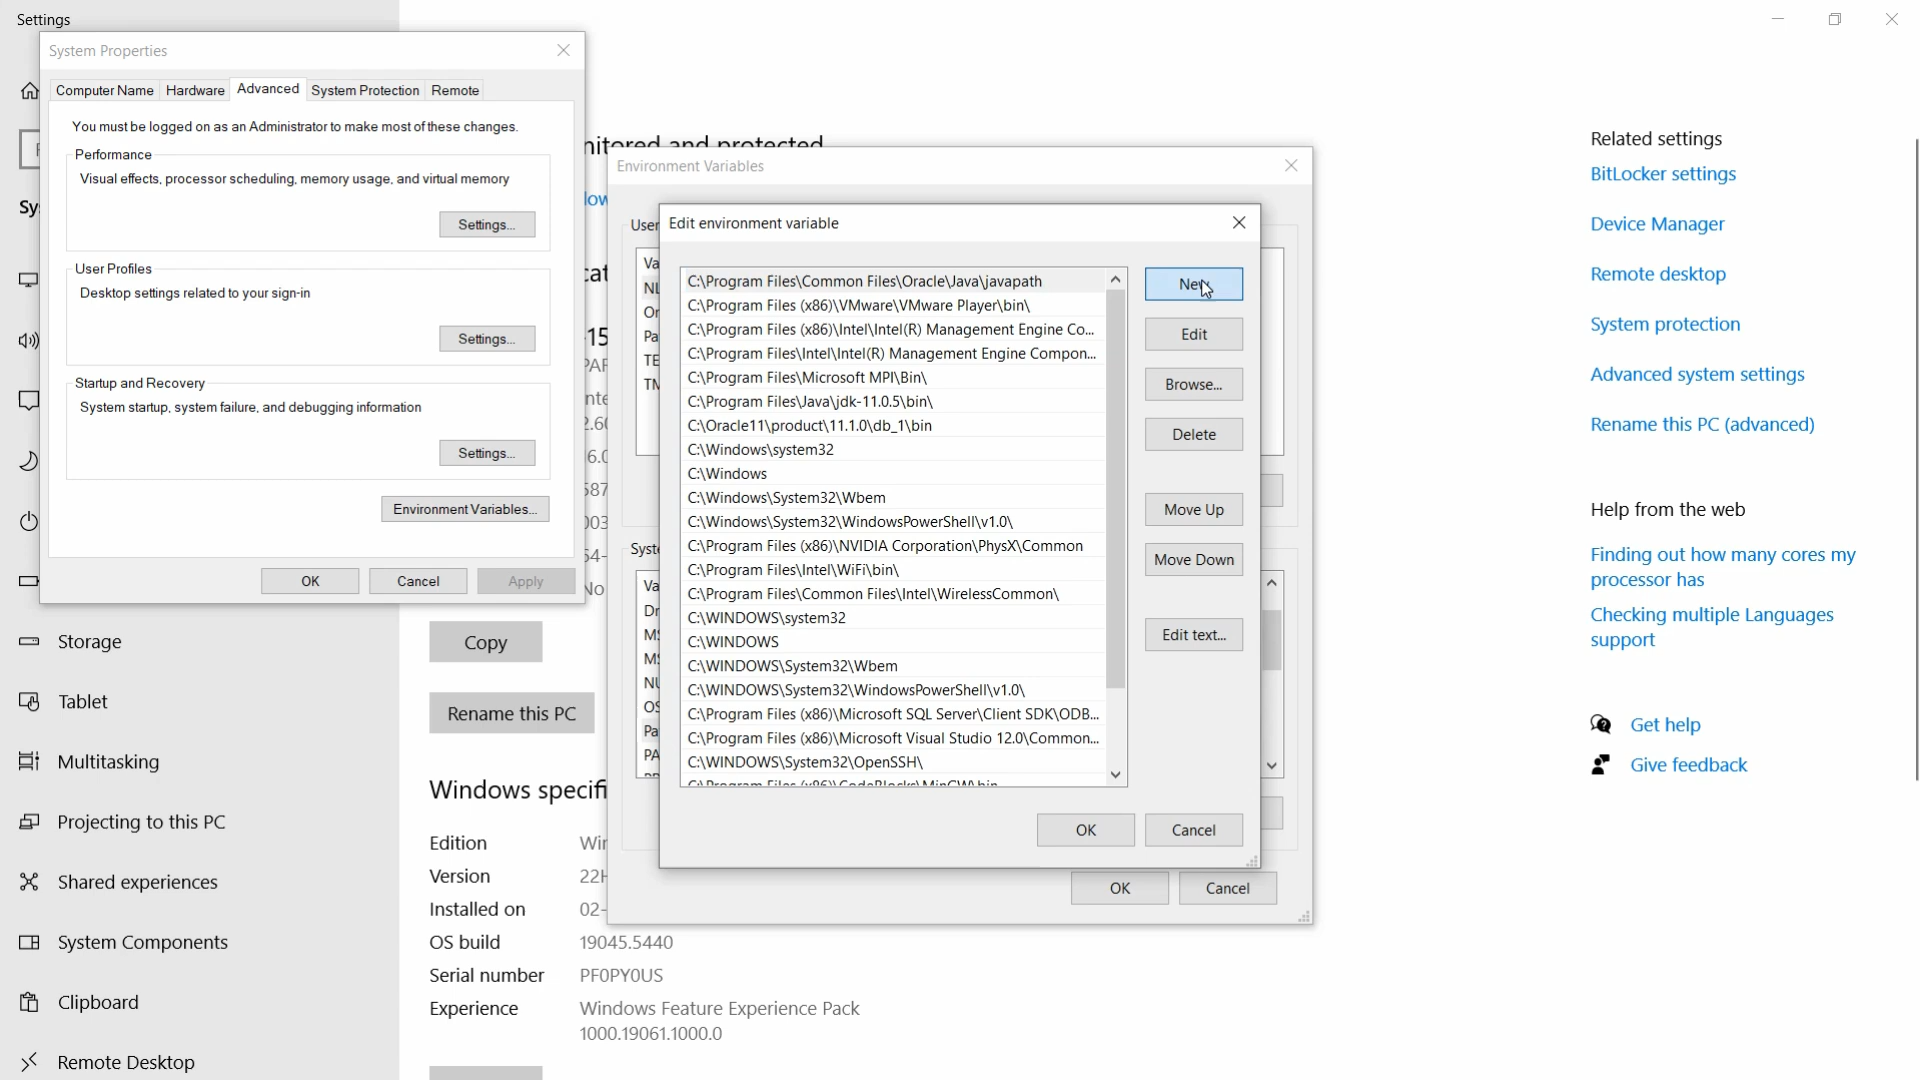 Settings
System Properties
Computer Name
Hardware
Advanced
System Protection
Remote
You must be logged on as an Administrator to make most of these changes.
Performance
Visual effects, processor scheduling, memory usage, and virtual memory
Settings...
User Profiles
Desktop settings related to your sign-in
Settings...
Startup and Recovery
System startup, system failure, and debugging information
Settings...
Environment Variables...
OK
Cancel
Apply
Storage
Tablet
Multitasking
Projecting to this PC
Shared experiences
System Components
Clipboard
Remote Desktop
Copy
Rename this PC
Windows specifi
Edition
Version 22H
Installed on 02-
OS build 19045.5440
Serial number PF0PY0US
Experience Windows Feature Experience Pack
1000.19061.1000.0
Environment Variables
User
Syste
Edit environment variable
C:\Program Files\Common Files\Oracle\Java\javapath
C:\Program Files (x86)\VMware\VMware Player\bin\
C:\Program Files (x86)\Intel\Intel(R) Management Engine Co...
C:\Program Files\Intel\Intel(R) Management Engine Compon...
C:\Program Files\Microsoft MPI\Bin\
C:\Program Files\Java\jdk-11.0.5\bin\
C:\Oracle11\product\11.1.0\db_1\bin
C:\Windows\system32
C:\Windows
C:\Windows\System32\Wbem
C:\Windows\System32\WindowsPowerShell\v1.0\
C:\Program Files (x86)\NVIDIA Corporation\PhysX\Common
C:\Program Files\Intel\WiFi\bin\
C:\Program Files\Common Files\Intel\WirelessCommon\
C:\WINDOWS\system32
C:\WINDOWS
C:\WINDOWS\System32\Wbem
C:\WINDOWS\System32\WindowsPowerShell\v1.0\
C:\Program Files (x86)\Microsoft SQL Server\Client SDK\ODB...
C:\Program Files (x86)\Microsoft Visual Studio 12.0\Common...
C:\WINDOWS\System32\OpenSSH\
C:\Program Files (x86)\CodeBlocks\MinGW\bin
New
Edit
Browse...
Delete
Move Up
Move Down
Edit text...
OK
Cancel
OK
Cancel
Related settings
BitLocker settings
Device Manager
Remote desktop
System protection
Advanced system settings
Rename this PC (advanced)
Help from the web
Finding out how many cores my
processor has
Checking multiple Languages
support
Get help
Give feedback